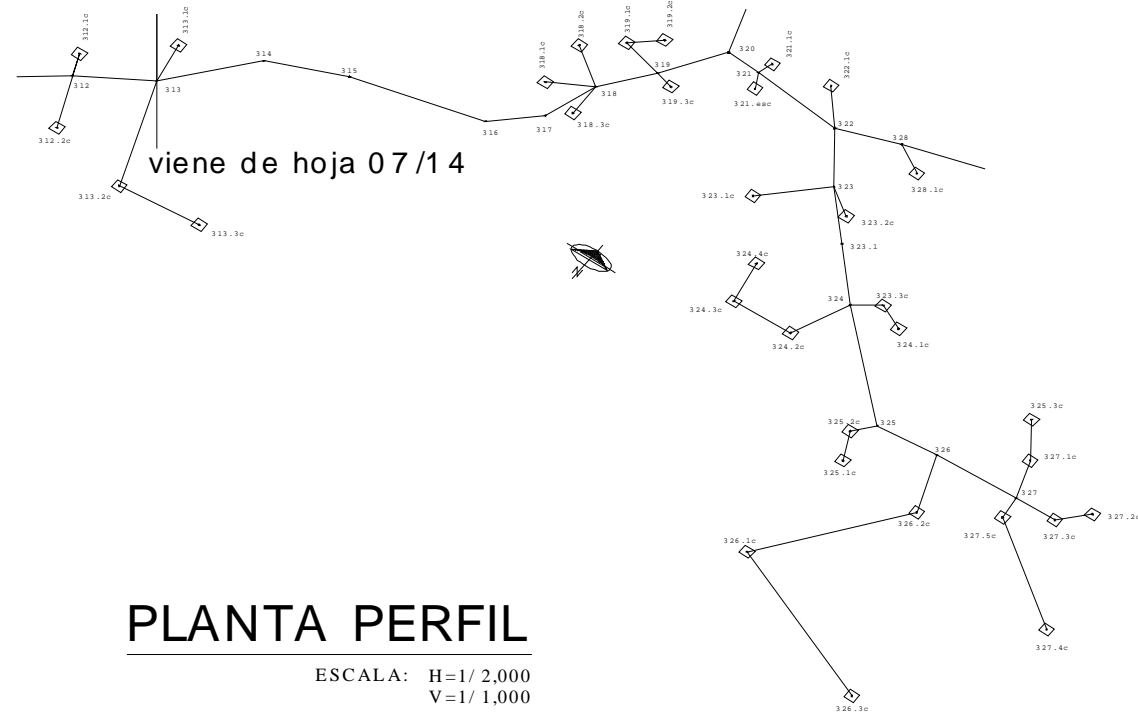 312.1c
313.1c
318.2c
319.1c
319.2c
314
320
321.1c
315
318.1c
319
321
322.1c
312
313
318
319.3c
321.esc
316
317
318.3c
322
328
312.2c
viene de hoja 07/14
313.2c
323.1c
323
328.1c
313.3c
323.2c
323.1
N
324.4c
324.3c
324
323.3c
324.2c
324.1c
325.3c
325.2c
325
325.1c
326
327.1c
327
326.2c
327.2c
327.5c
327.3c
326.1c
PLANTA PERFIL
327.4c
ESCALA: H=1/2,000
V=1/1,000
326.3c